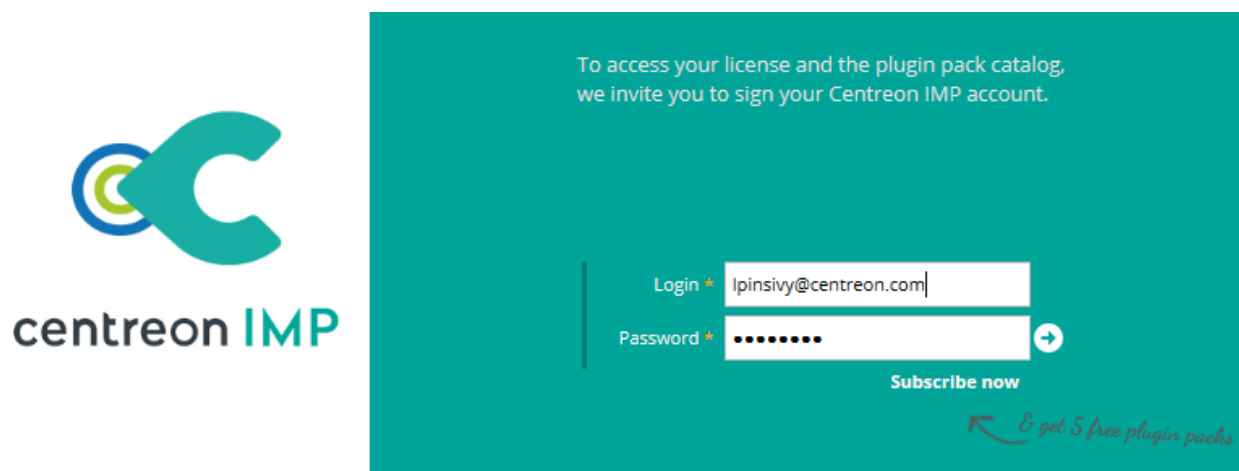 To access your license and the plugin pack catalog,
we invite you to sign your Centreon IMP account.
centreon IMP
Login * lpinsivy@centreon.com
Password * ••••••••
Subscribe now
& get 5 free plugin packs